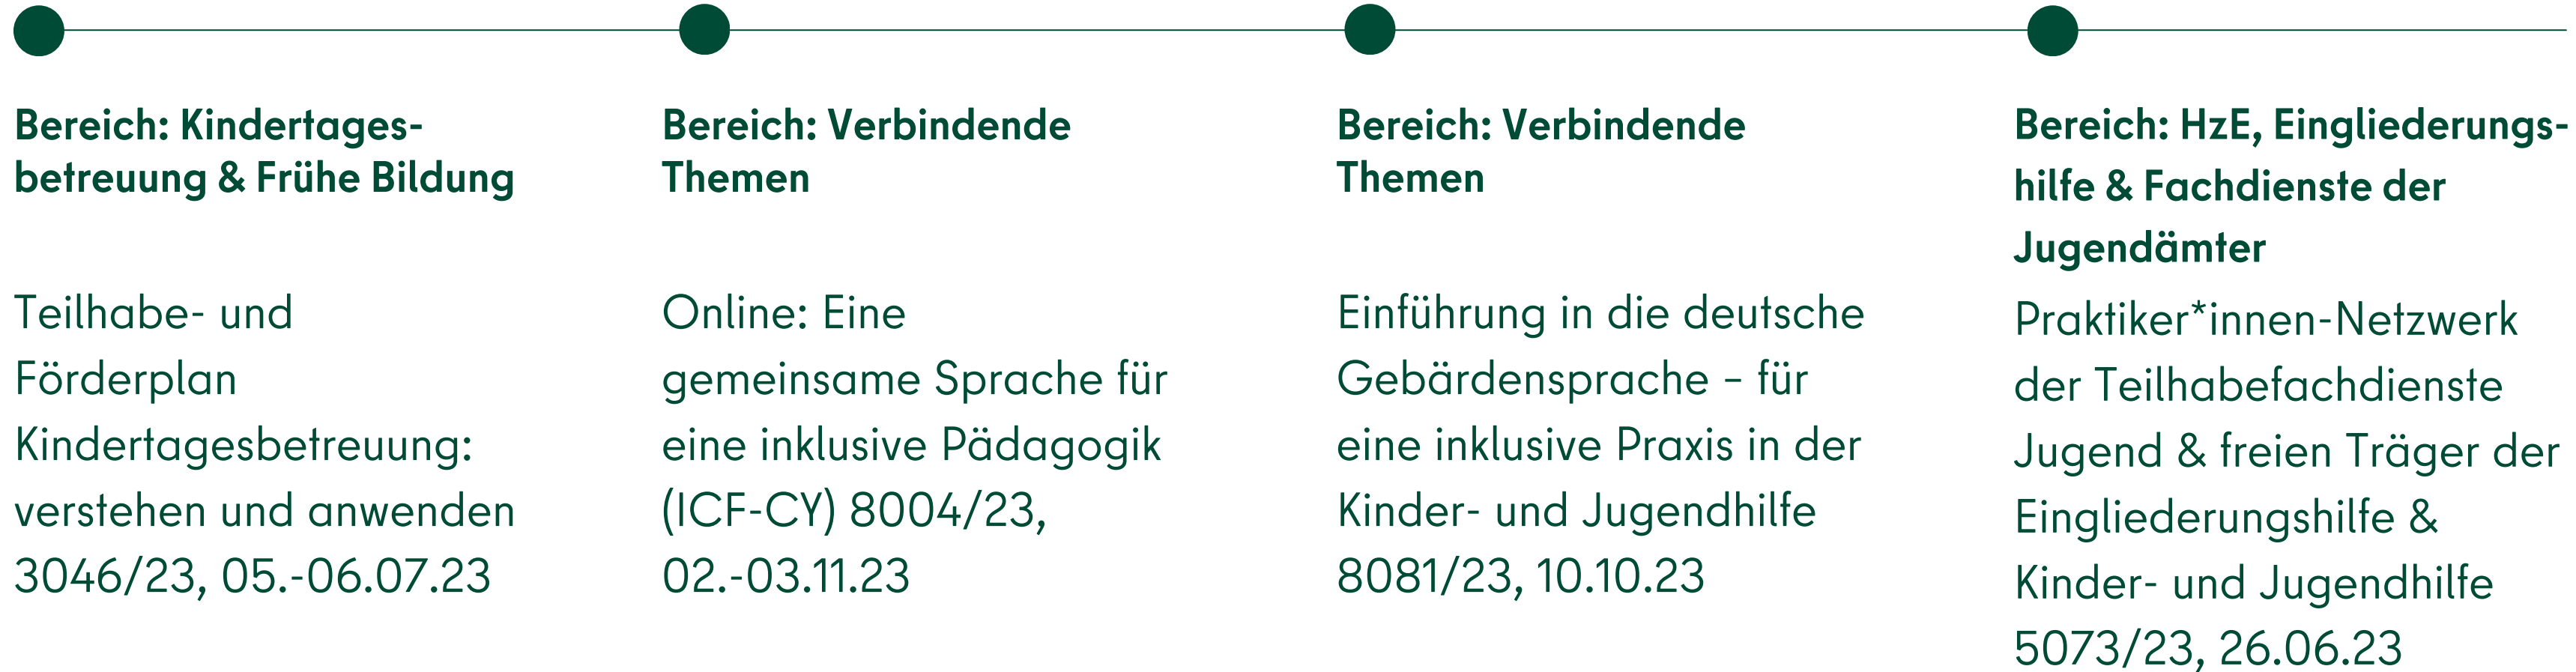 Bereich: Kindertages-
betreuung & Frühe Bildung
Teilhabe- und
Förderplan
Kindertagesbetreuung:
verstehen und anwenden
3046/23, 05.-06.07.23
Bereich: Verbindende
Themen
Online: Eine
gemeinsame Sprache für
eine inklusive Pädagogik
(ICF-CY) 8004/23,
02.-03.11.23
Bereich: Verbindende
Themen
Einführung in die deutsche
Gebärdensprache – für
eine inklusive Praxis in der
Kinder- und Jugendhilfe
8081/23, 10.10.23
Bereich: HzE, Eingliederungs-
hilfe & Fachdienste der
Jugendämter
Praktiker*innen-Netzwerk
der Teilhabefachdienste
Jugend & freien Träger der
Eingliederungshilfe &
Kinder- und Jugendhilfe
5073/23, 26.06.23